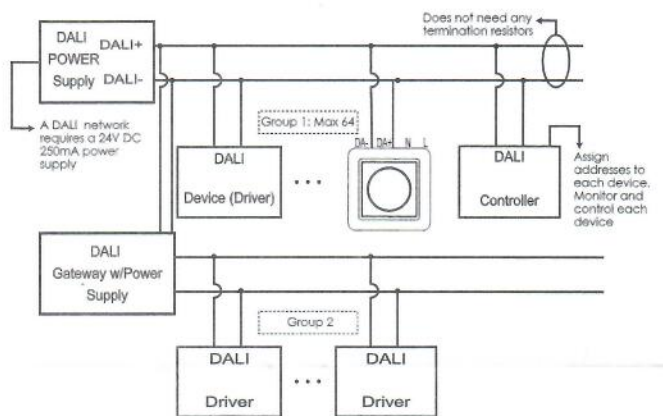 Does not need any
termination resistors
DALI
POWER
Supply
DALI+
DALI-
A DALI network
requires a 24V DC
250mA power
supply
Group 1: Max 64
DALI
Device (Driver)
...
DA- DA+ N L
DALI
Controller
Assign
addresses to
each device.
Monitor and
control each
device
DALI
Gateway w/Power
Supply
Group 2
DALI
Driver
...
DALI
Driver